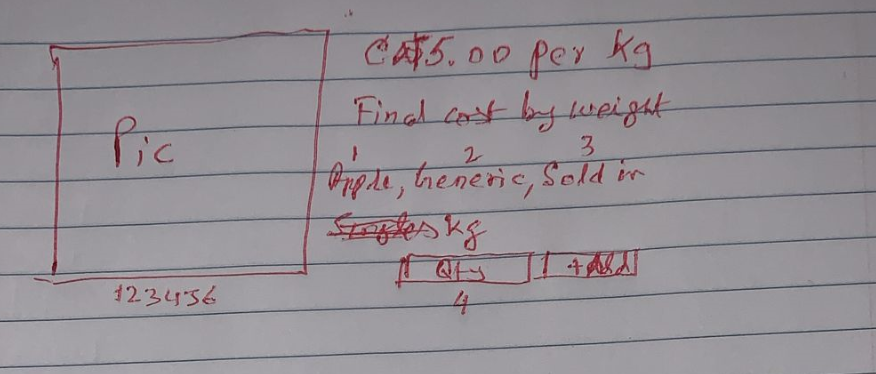 Pic
123456
CA$5.00 per Kg
Final cost by weight
1 2 3
Apple, Generic, Sold in
Singles kg
Qty + Add
4